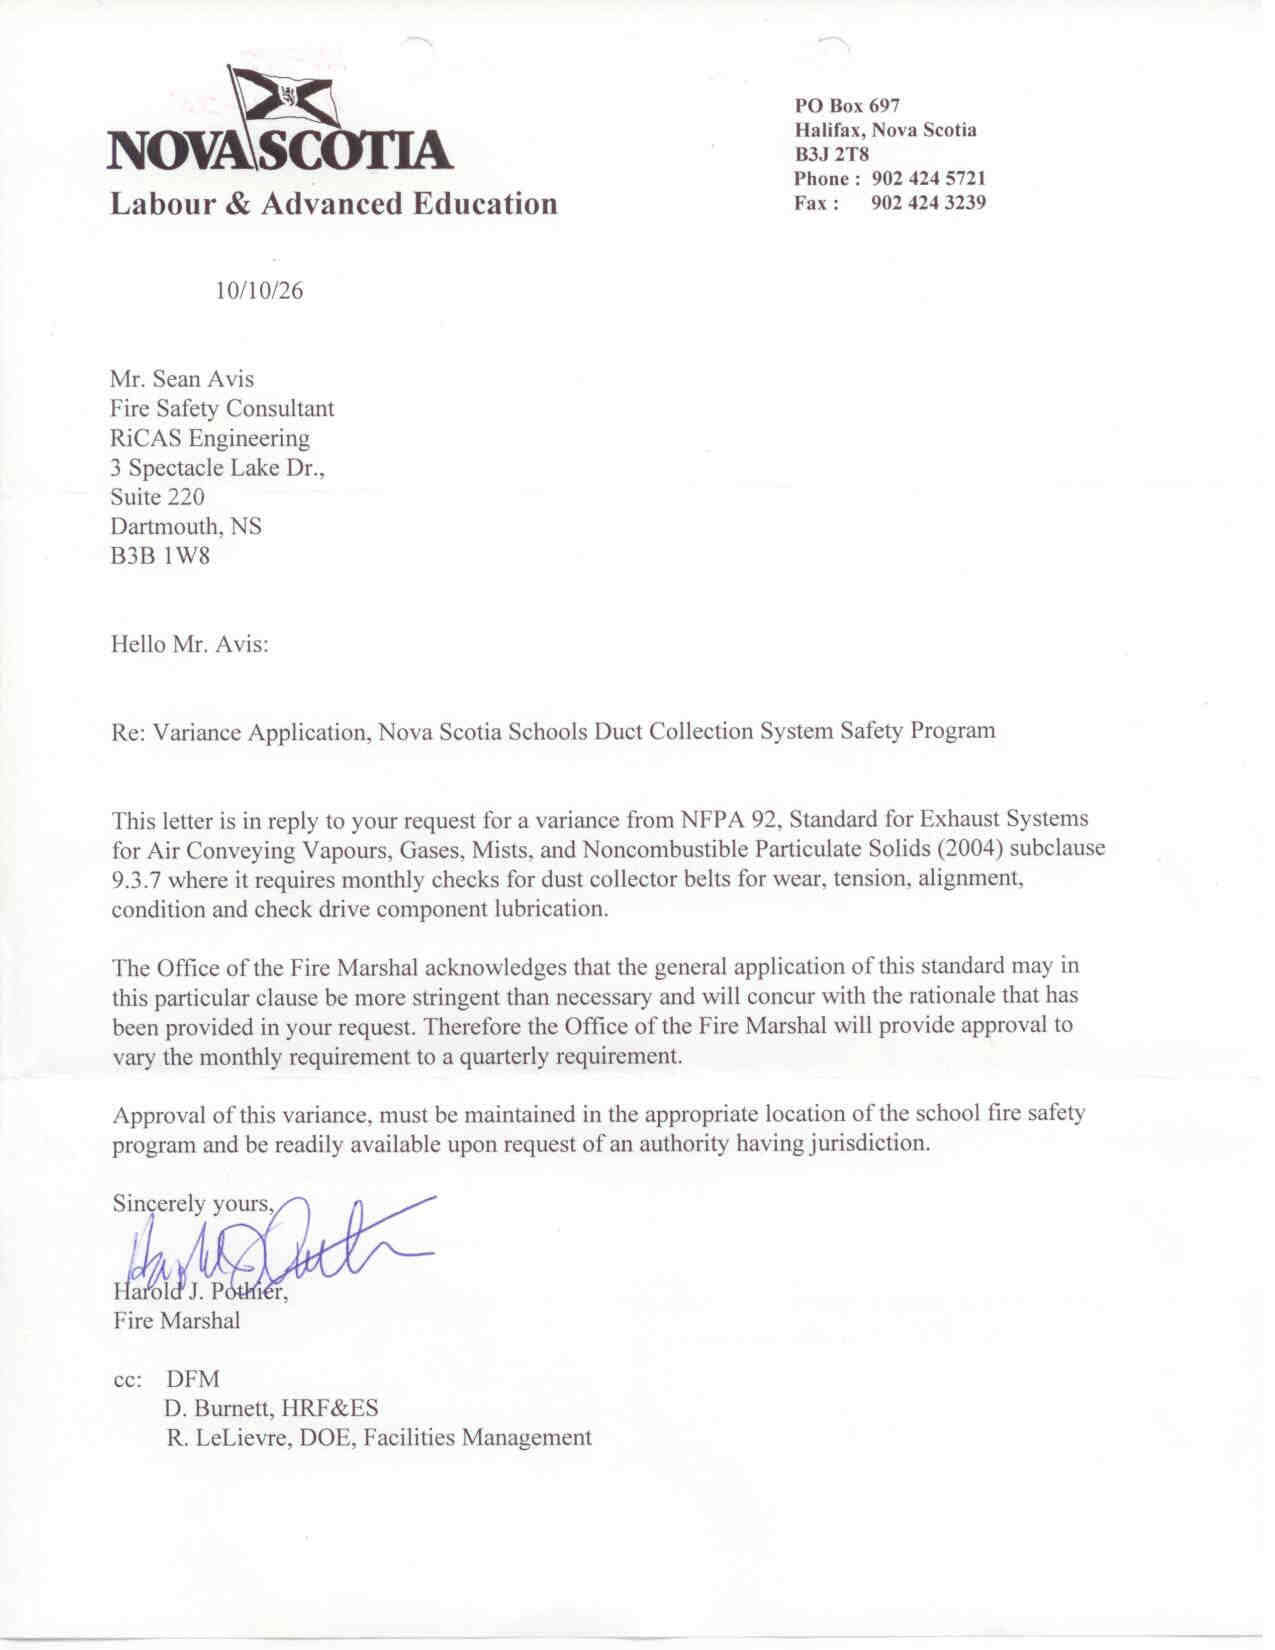 NOVA SCOTIA
Labour & Advanced Education
PO Box 697
Halifax, Nova Scotia
B3J 2T8
Phone : 902 424 5721
Fax : 902 424 3239
10/10/26
Mr. Sean Avis
Fire Safety Consultant
RiCAS Engineering
3 Spectacle Lake Dr.,
Suite 220
Dartmouth, NS
B3B 1W8
Hello Mr. Avis:
Re: Variance Application, Nova Scotia Schools Duct Collection System Safety Program
This letter is in reply to your request for a variance from NFPA 92, Standard for Exhaust Systems
for Air Conveying Vapours, Gases, Mists, and Noncombustible Particulate Solids (2004) subclause
9.3.7 where it requires monthly checks for dust collector belts for wear, tension, alignment,
condition and check drive component lubrication.
The Office of the Fire Marshal acknowledges that the general application of this standard may in
this particular clause be more stringent than necessary and will concur with the rationale that has
been provided in your request. Therefore the Office of the Fire Marshal will provide approval to
vary the monthly requirement to a quarterly requirement.
Approval of this variance, must be maintained in the appropriate location of the school fire safety
program and be readily available upon request of an authority having jurisdiction.
Sincerely yours,
Harold J. Pothier,
Fire Marshal
cc: DFM
D. Burnett, HRF&ES
R. LeLievre, DOE, Facilities Management